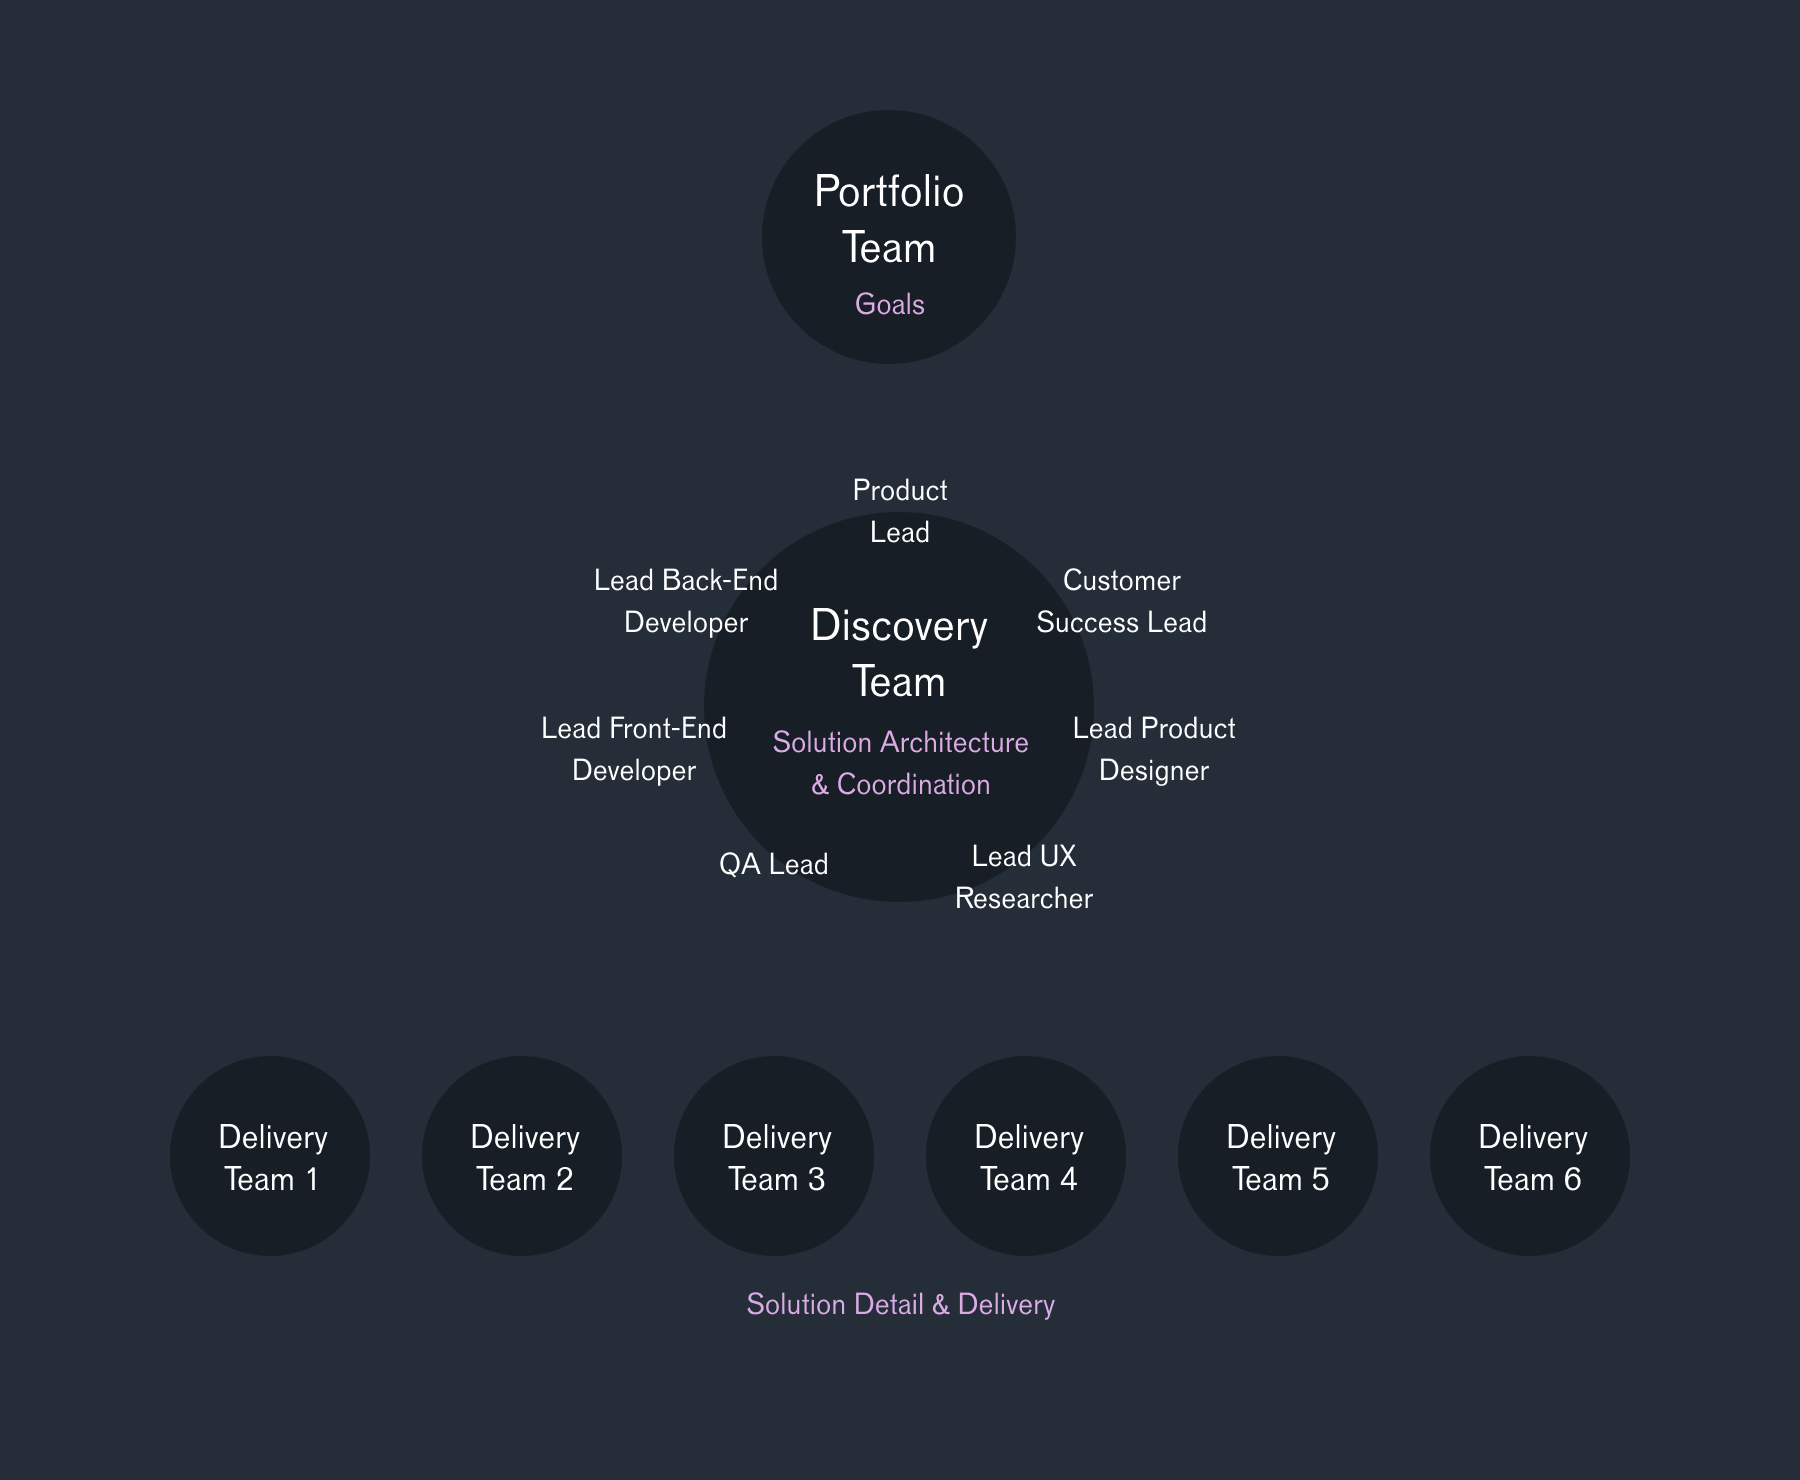 Portfolio
Team
Goals
Product
Lead
Lead Back-End
Developer
Customer
Success Lead
Discovery
Team
Solution Architecture
& Coordination
Lead Front-End
Developer
Lead Product
Designer
QA Lead
Lead UX
Researcher
Delivery
Team 1
Delivery
Team 2
Delivery
Team 3
Delivery
Team 4
Delivery
Team 5
Delivery
Team 6
Solution Detail & Delivery